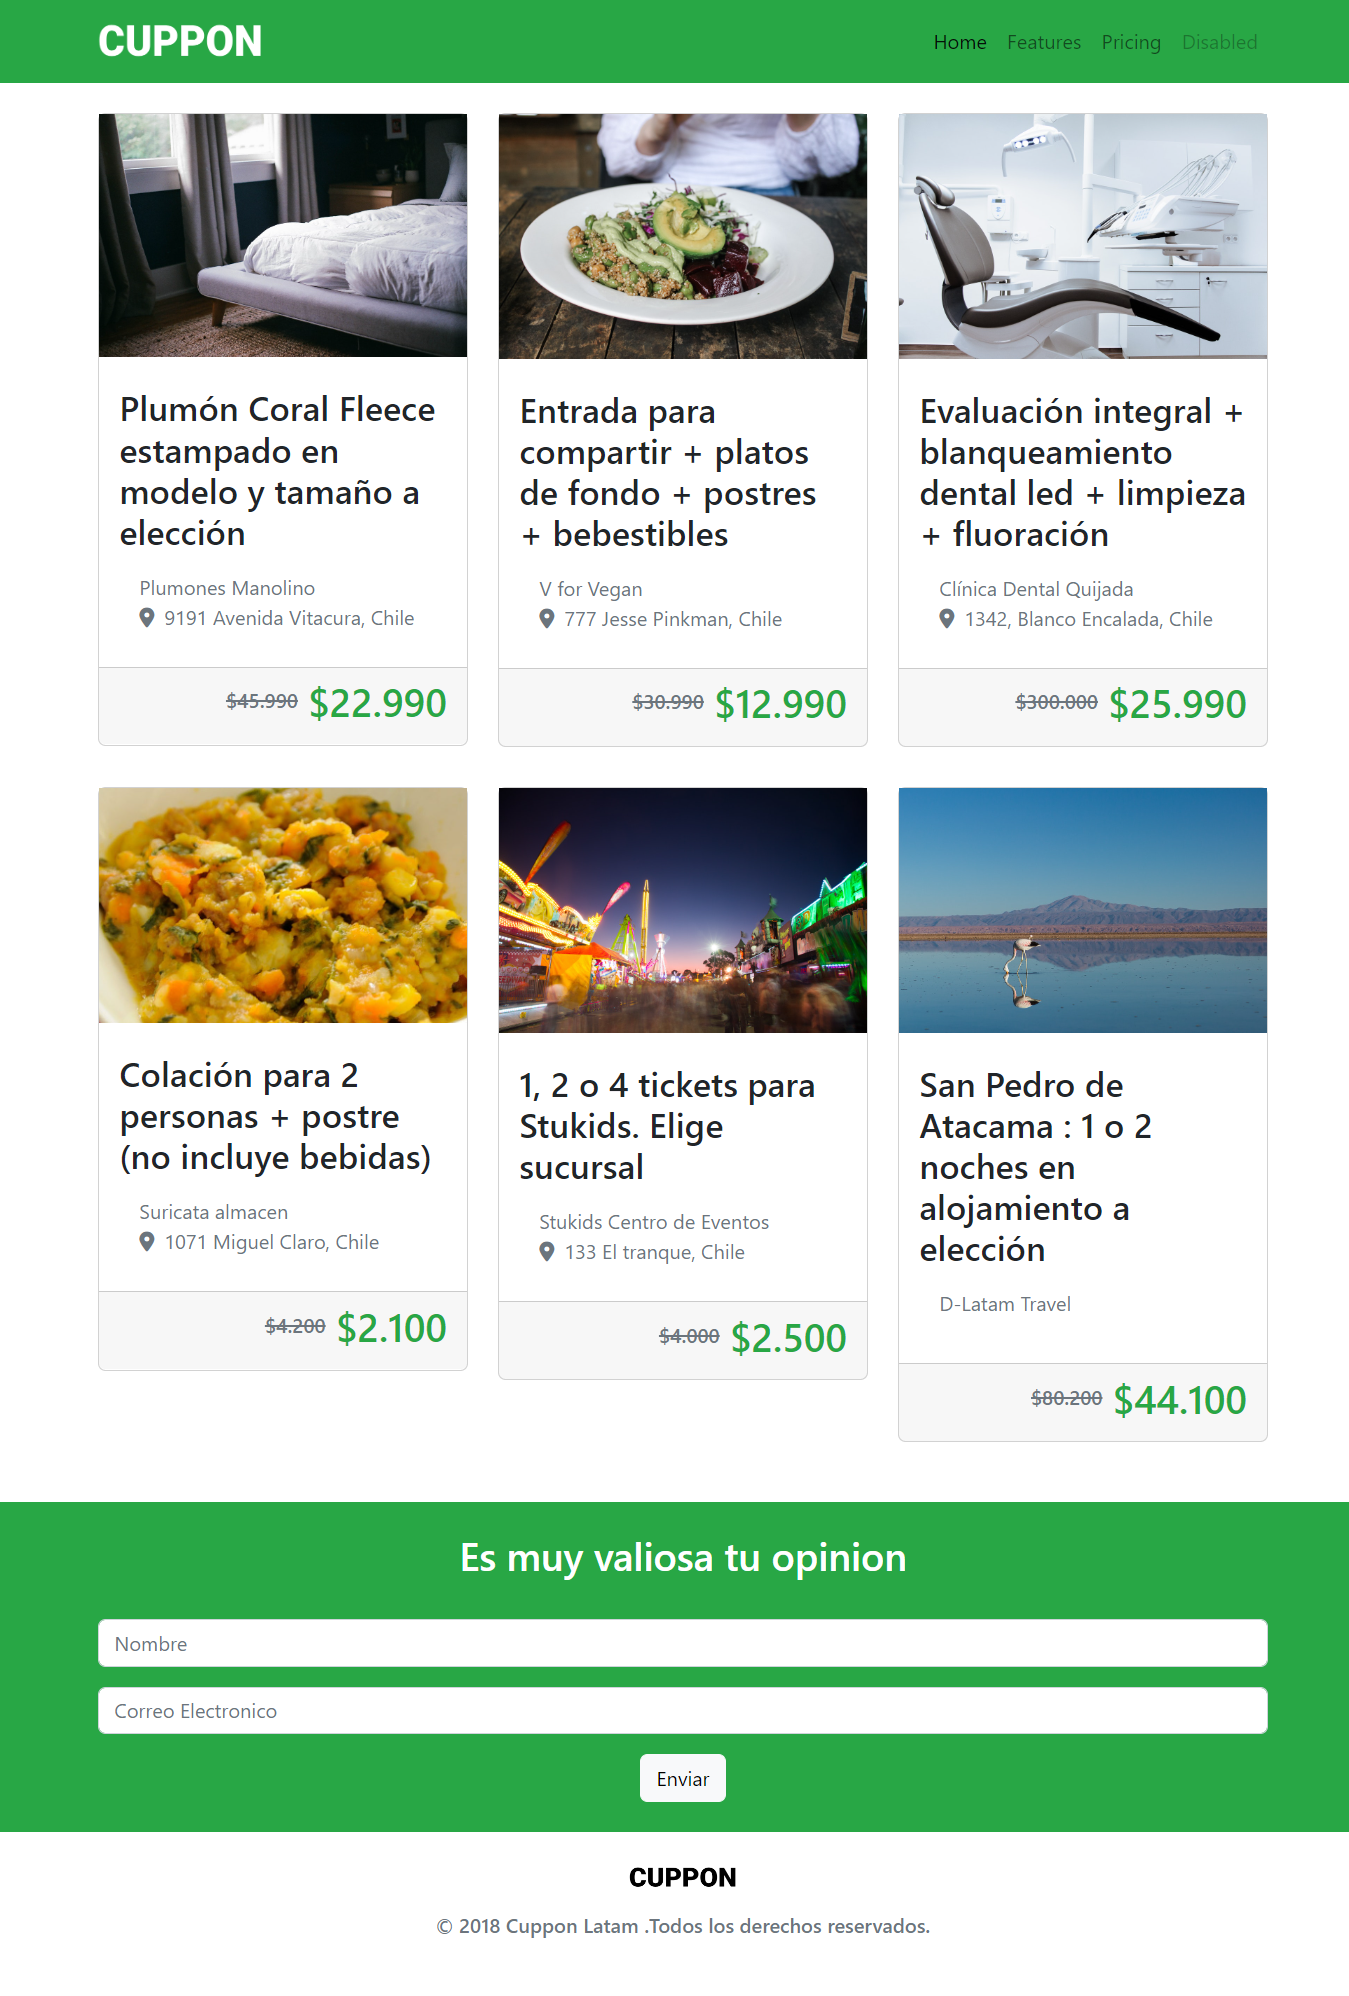 CUPPON
Home Features Pricing Disabled
Plumón Coral Fleece
estampado en
modelo y tamaño a
elección
Plumones Manolino
9191 Avenida Vitacura, Chile
$45.990 $22.990
Entrada para
compartir + platos
de fondo + postres
+ bebestibles
V for Vegan
777 Jesse Pinkman, Chile
$30.990 $12.990
Evaluación integral +
blanqueamiento
dental led + limpieza
+ fluoración
Clínica Dental Quijada
1342, Blanco Encalada, Chile
$300.000 $25.990
Colación para 2
personas + postre
(no incluye bebidas)
Suricata almacen
1071 Miguel Claro, Chile
$4.200 $2.100
1, 2 o 4 tickets para
Stukids. Elige
sucursal
Stukids Centro de Eventos
133 El tranque, Chile
$4.000 $2.500
San Pedro de
Atacama : 1 o 2
noches en
alojamiento a
elección
D-Latam Travel
$80.200 $44.100
Es muy valiosa tu opinion
Nombre
Correo Electronico
Enviar
CUPPON
© 2018 Cuppon Latam .Todos los derechos reservados.